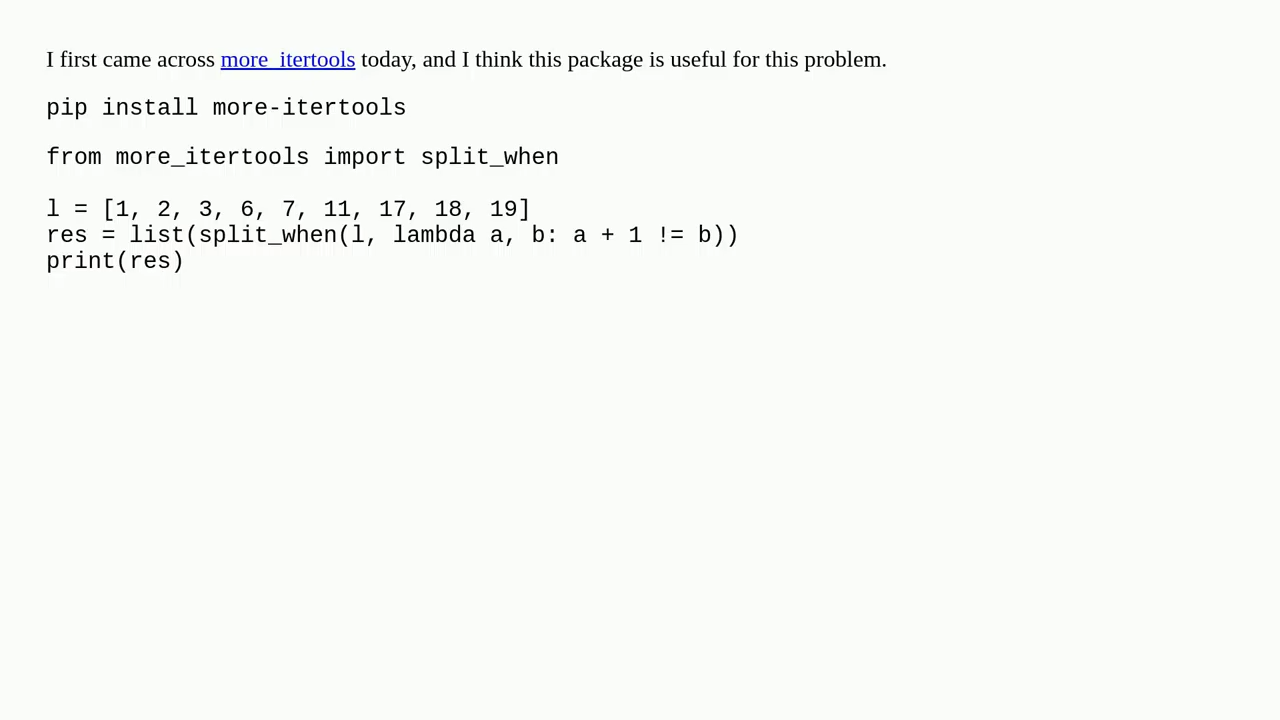 I first came across more_itertools today, and I think this package is useful for this problem.
pip install more-itertools
from more_itertools import split_when
l = [1, 2, 3, 6, 7, 11, 17, 18, 19]
res = list(split_when(l, lambda a, b: a + 1 != b))
print(res)